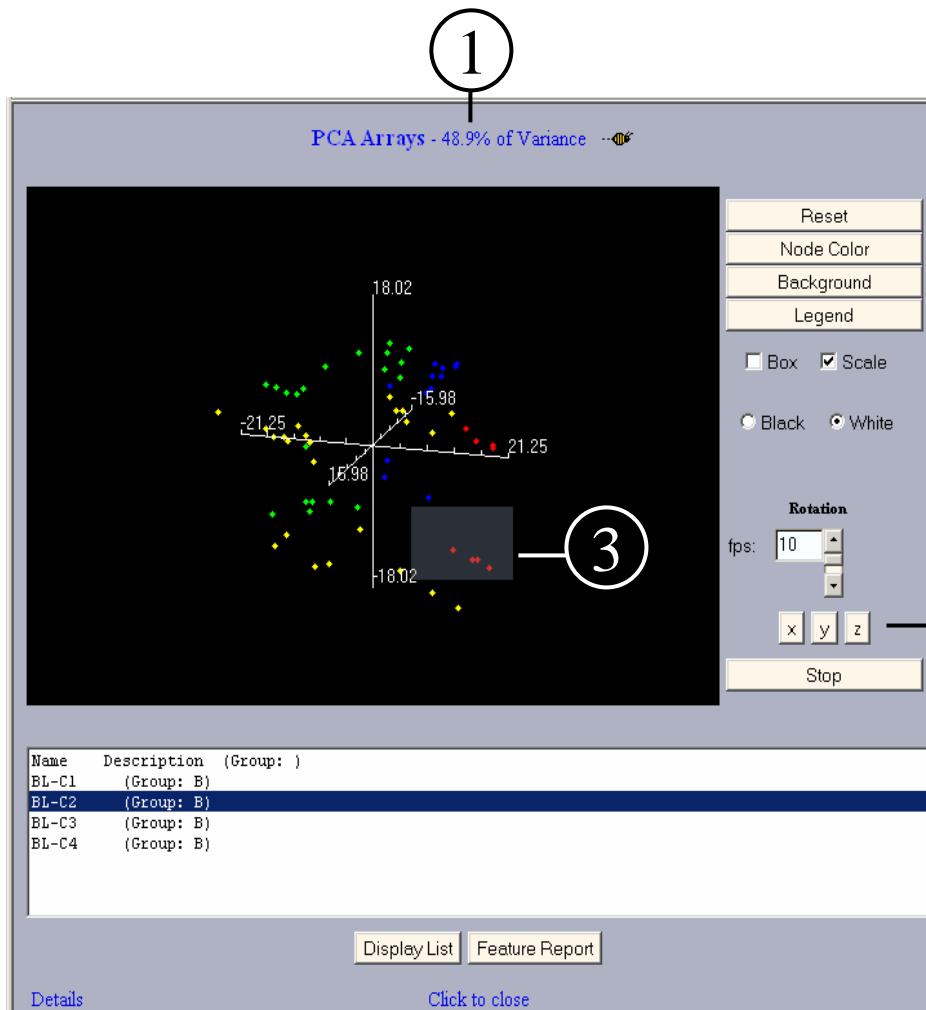 1
PCA Arrays - 48.9% of Variance
Reset
Node Color
Background
Legend
Box Scale
Black White
18.02
-15.98
-21.25
21.25
15.98
-18.02
3
Rotation
fps: 10
x y z
Stop
Name Description (Group: )
BL-C1 (Group: B)
BL-C2 (Group: B)
BL-C3 (Group: B)
BL-C4 (Group: B)
Display List Feature Report
Details Click to close